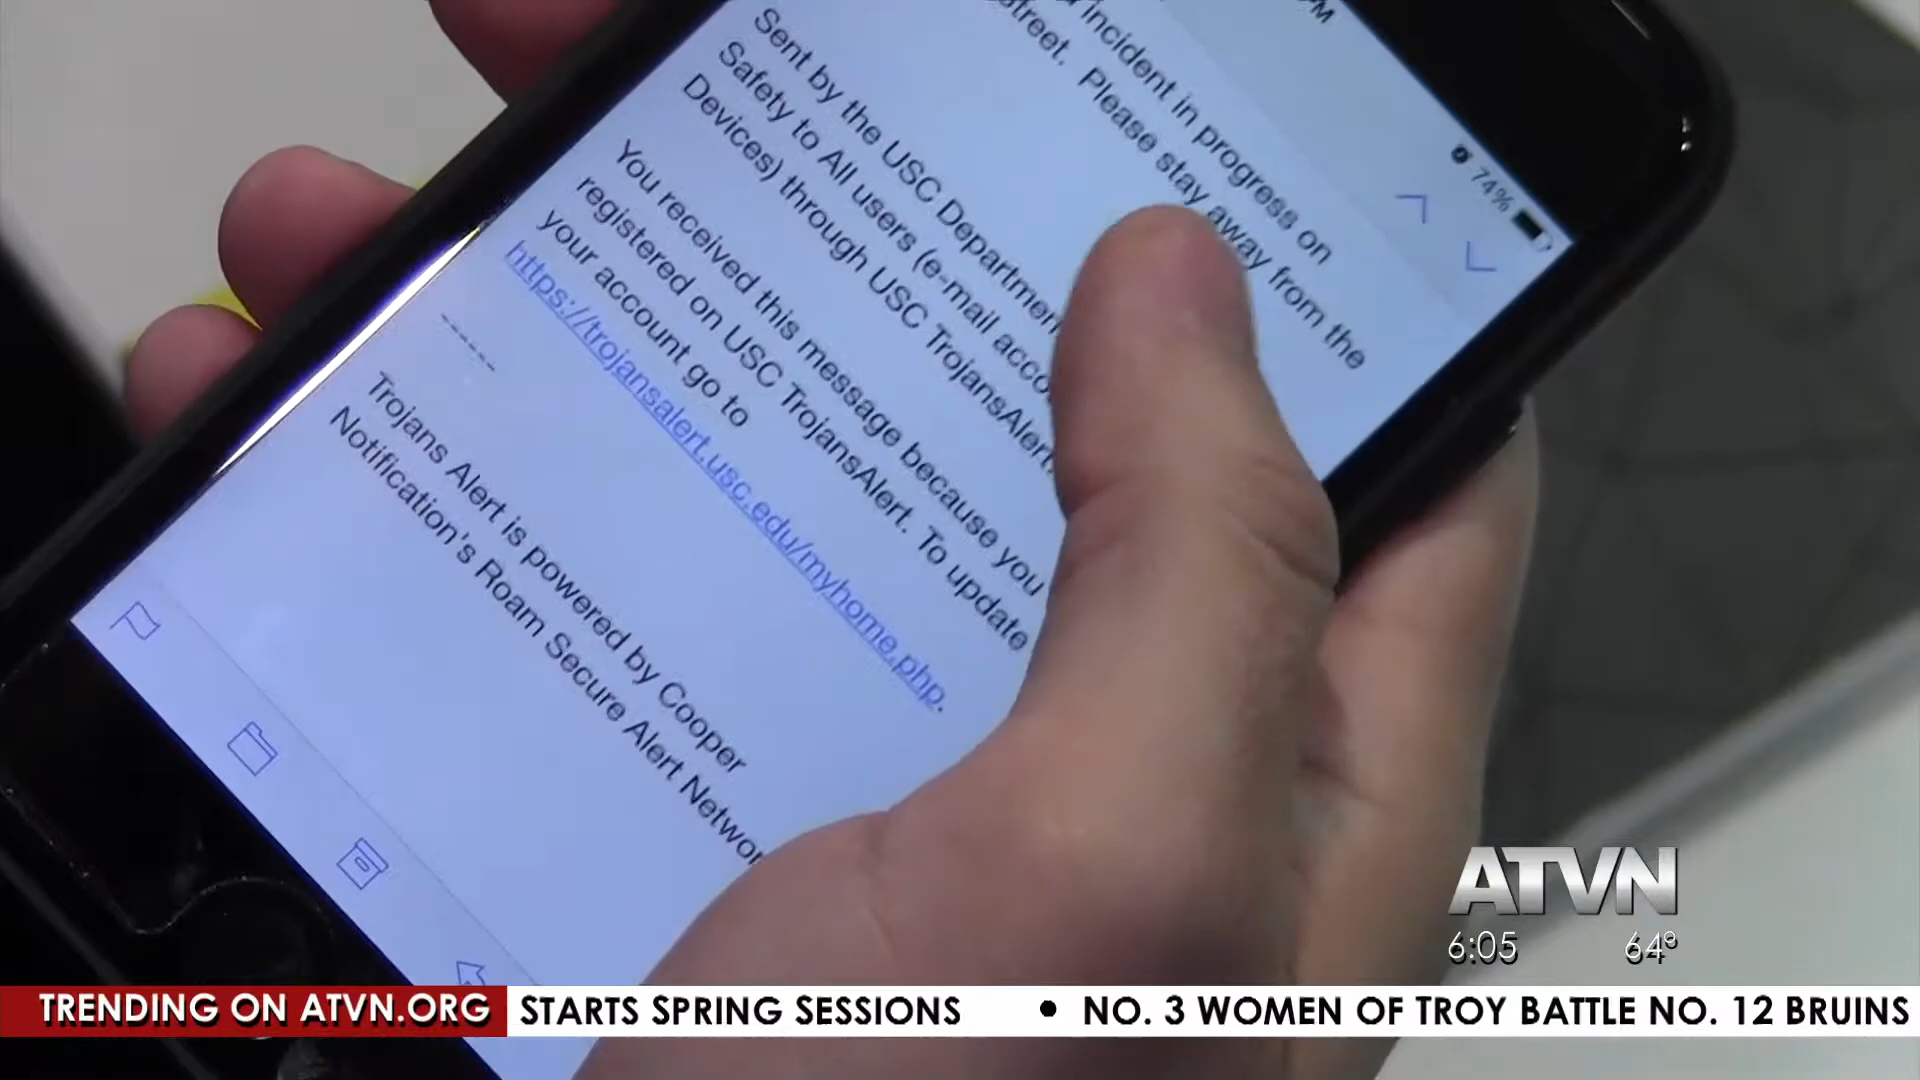 74%
incident in progress on
street. Please stay away from the
Sent by the USC
Safety to All users (e-mail
Devices) through USC TrojansAlert
You received this message because you
registered on USC TrojansAlert. To update
your account go to
https://trojansalert.usc.edu/myhome.php.
-----
Trojans Alert is powered by Cooper
Notification's Roam Secure Alert
ATVN
6:05 64°
TRENDING ON ATVN.ORG STARTS SPRING SESSIONS • NO. 3 WOMEN OF TROY BATTLE NO. 12 BRUINS